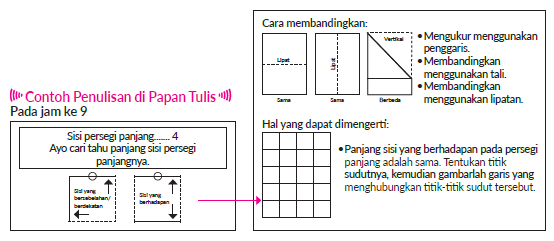 Contoh Penulisan di Papan Tulis
Pada jam ke 9
Sisi persegi panjang....... 4
Ayo cari tahu panjang sisi persegi
panjangnya.
Sisi yang
bersebelahan/
berdekatan
Sisi yang
berhadapan
Cara membandingkan:
Lipat
Sama
Lipat
Sama
Vertikal
Berbeda
• Mengukur menggunakan
penggaris.
• Membandingkan
menggunakan tali.
• Membandingkan
menggunakan lipatan.
Hal yang dapat dimengerti:
• Panjang sisi yang berhadapan pada persegi
panjang adalah sama. Tentukan titik
sudutnya, kemudian gambarlah garis yang
menghubungkan titik-titik sudut tersebut.